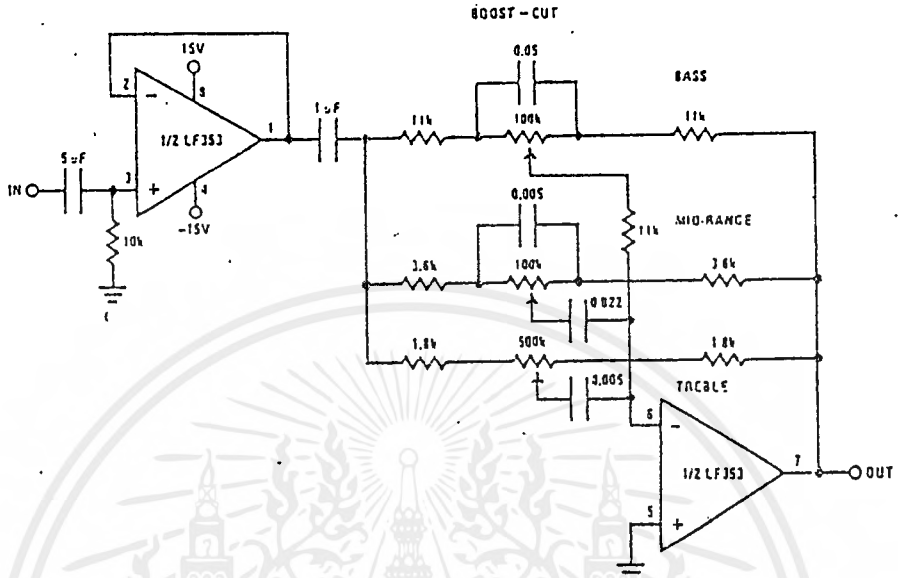 BOOST-CUT
15V
0.05
BASS
2
8
1 uF
11k
100k
11k
1/2 LF353
1
5 uF
IN
3
4
-15V
0.005
11k
MID-RANGE
10k
3.6k
100k
3.6k
0.022
1.8k
500k
1.8k
0.005
TREBLE
6
1/2 LF353
7
OUT
5